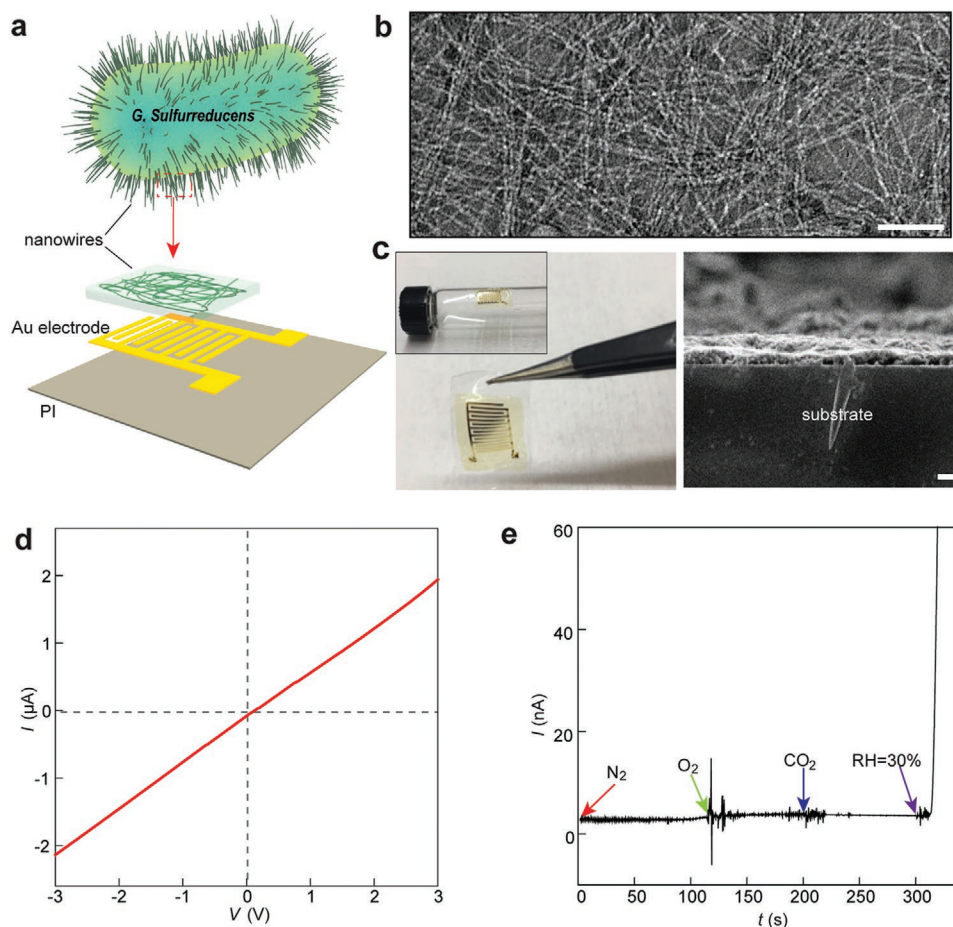 a
G. Sulfurreducens
nanowires
Au electrode
PI
b
c
substrate
d
I (µA)
2
1
0
-1
-2
-3
-2
-1
0
1
2
3
V (V)
e
I (nA)
60
40
20
0
N2
O2
CO2
RH=30%
0
50
100
150
200
250
300
t (s)